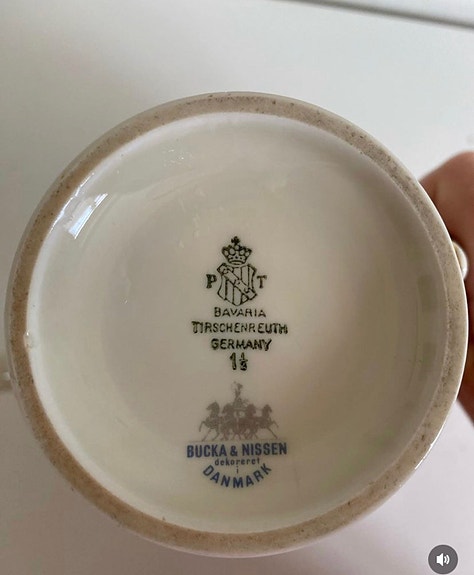 P T
BAVARIA
TIRSCHENREUTH
GERMANY
1½
BUCKA & NISSEN
dekoreret
i
DANMARK